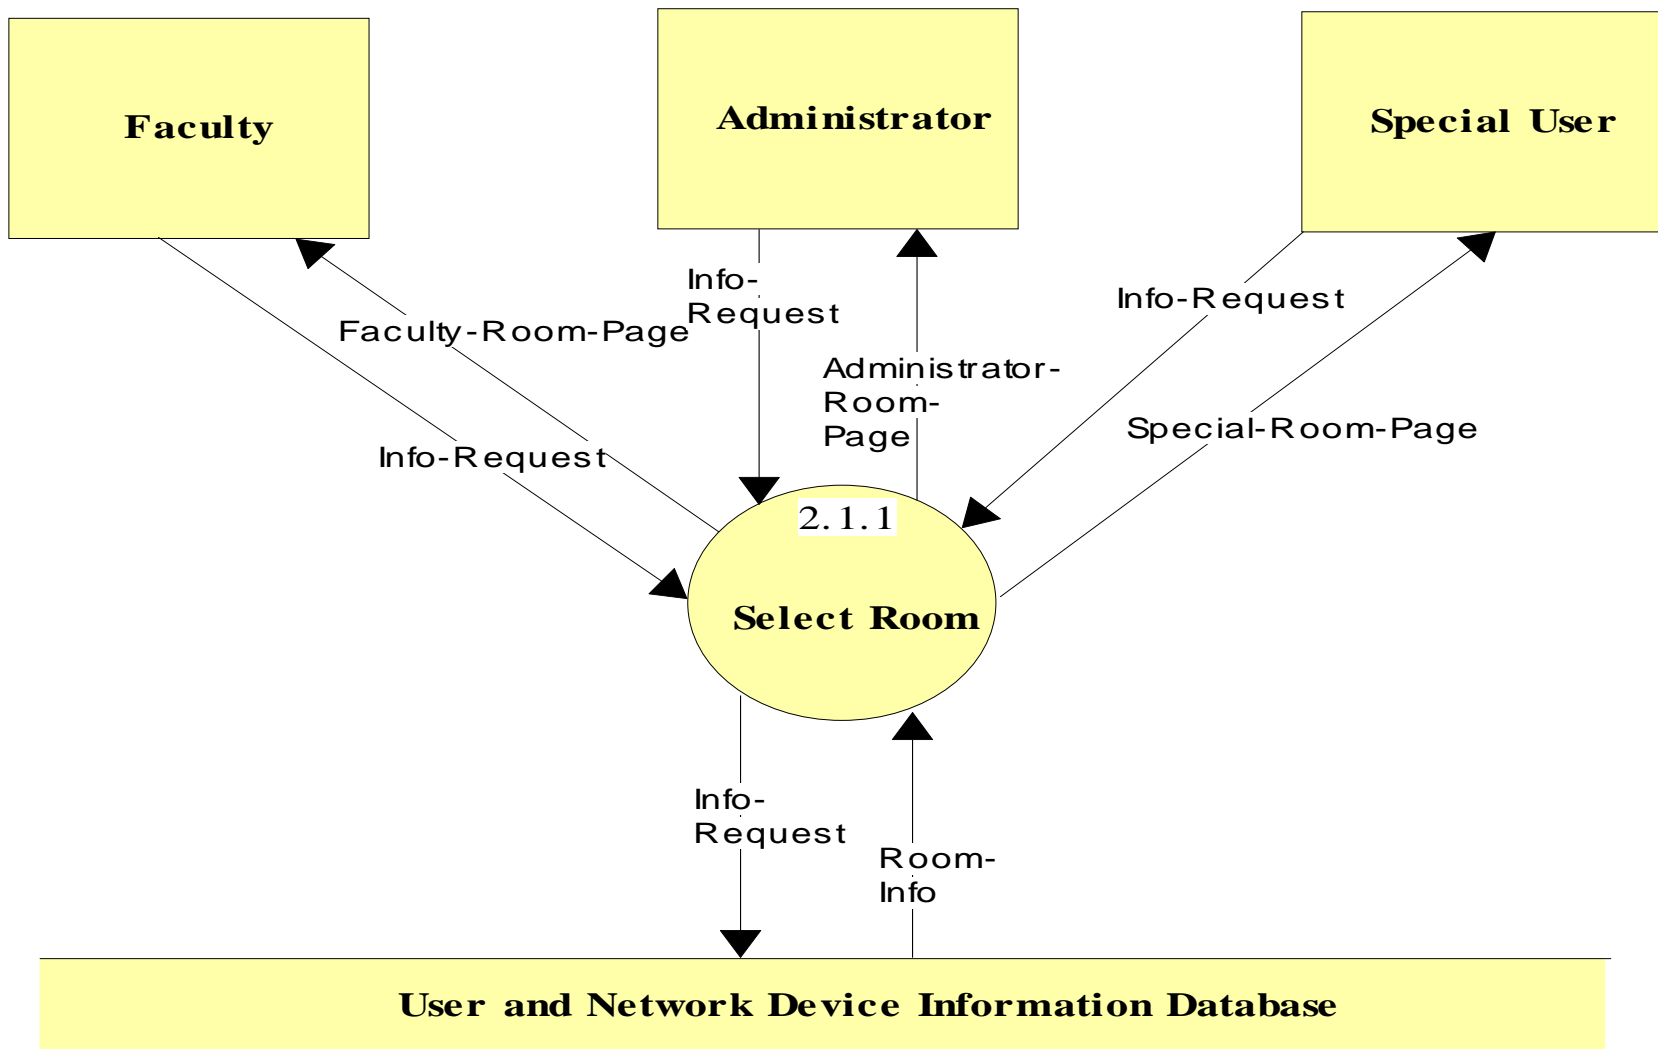 Faculty
Administrator
Special User
Info-
Request
Info-Request
Faculty-Room-Page
Administrator-
Room-
Page
Special-Room-Page
Info-Request
2.1.1
Select Room
Info-
Request
Room-
Info
User and Network Device Information Database